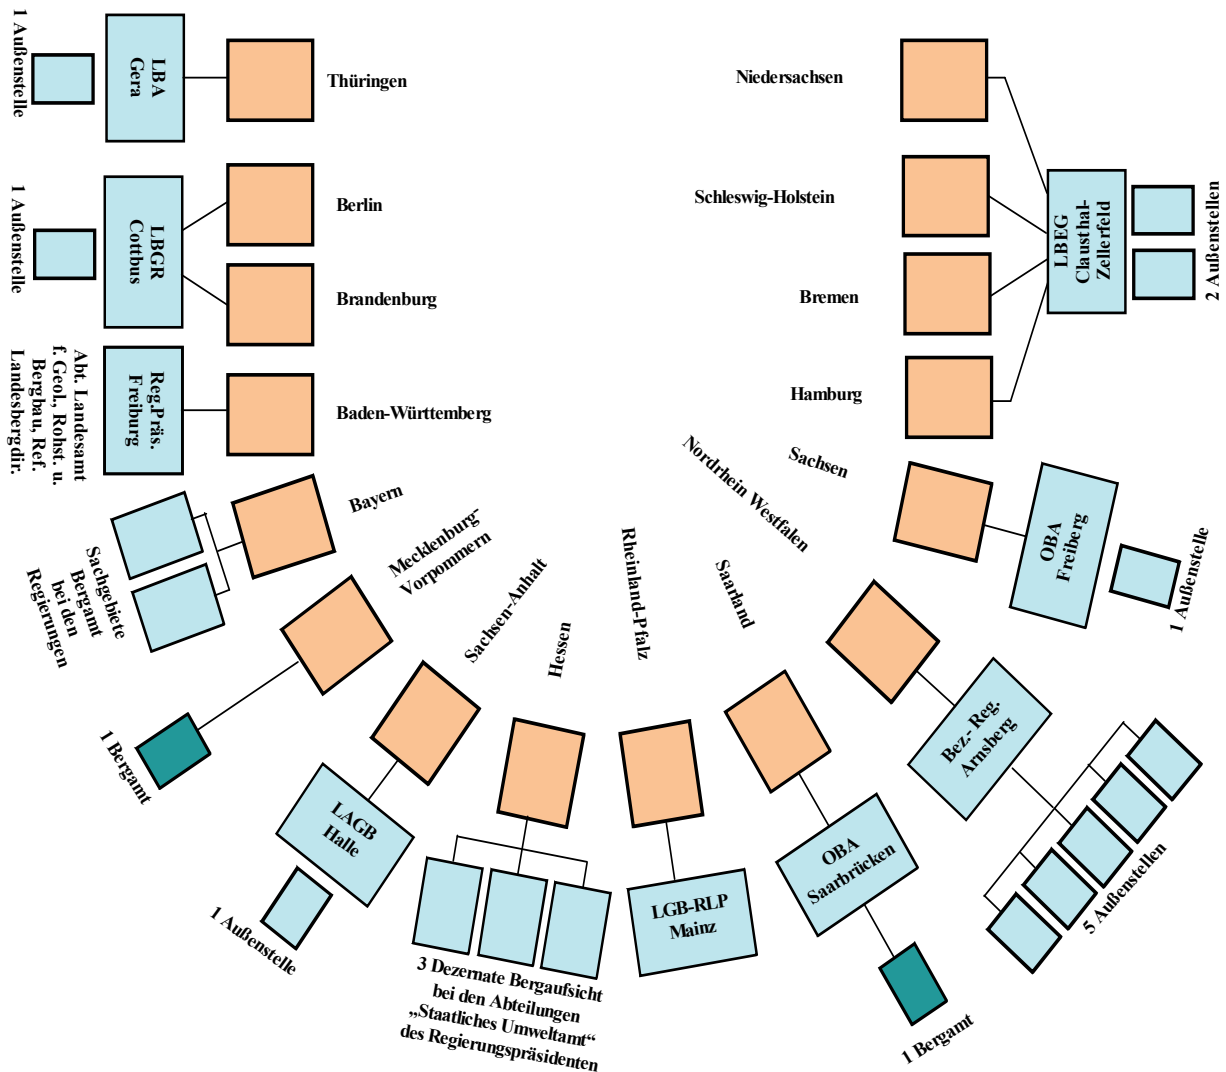 1 Außenstelle
LBA
Gera
Thüringen
1 Außenstelle
LBGR
Cottbus
Berlin
Brandenburg
Abt. Landesamt
f. Geol., Rohst. u.
Bergbau, Ref.
Landesbergdir.
Reg.Präs.
Freiburg
Baden-Württemberg
Sachgebiete
Bergamt
bei den
Regierungen
Bayern
1 Bergamt
Mecklenburg-
Vorpommern
Sachsen-Anhalt
LAGB
Halle
1 Außenstelle
Hessen
3 Dezernate Bergaufsicht
bei den Abteilungen
„Staatliches Umweltamt“
des Regierungspräsidenten
Rheinland-Pfalz
LGB-RLP
Mainz
Saarland
OBA
Saarbrücken
1 Bergamt
Nordrhein Westfalen
Bez.- Reg.
Arnsberg
5 Außenstellen
Sachsen
OBA
Freiberg
1 Außenstelle
Niedersachsen
Schleswig-Holstein
Bremen
Hamburg
LBEG
Clausthal-
Zellerfeld
2 Außenstellen